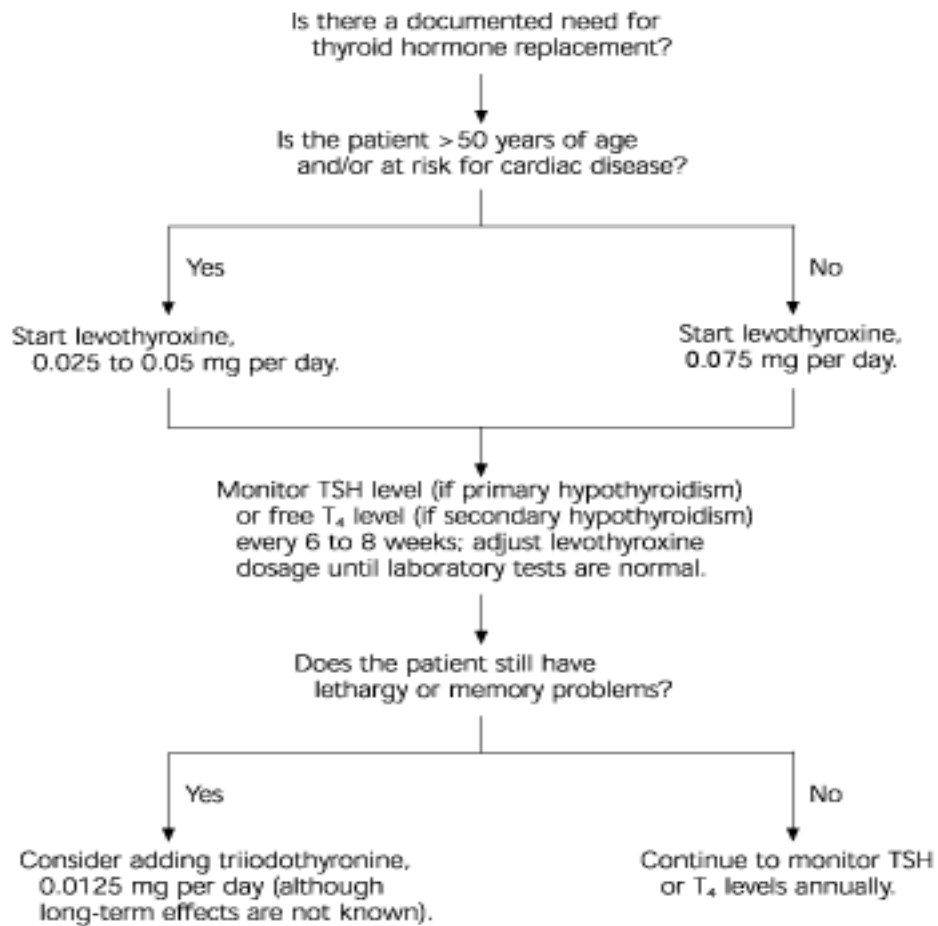 Is there a documented need for
thyroid hormone replacement?
Is the patient >50 years of age
and/or at risk for cardiac disease?
Yes
No
Start levothyroxine,
0.025 to 0.05 mg per day.
Start levothyroxine,
0.075 mg per day.
Monitor TSH level (if primary hypothyroidism)
or free T₄ level (if secondary hypothyroidism)
every 6 to 8 weeks; adjust levothyroxine
dosage until laboratory tests are normal.
Does the patient still have
lethargy or memory problems?
Yes
No
Consider adding triiodothyronine,
0.0125 mg per day (although
long-term effects are not known).
Continue to monitor TSH
or T₄ levels annually.